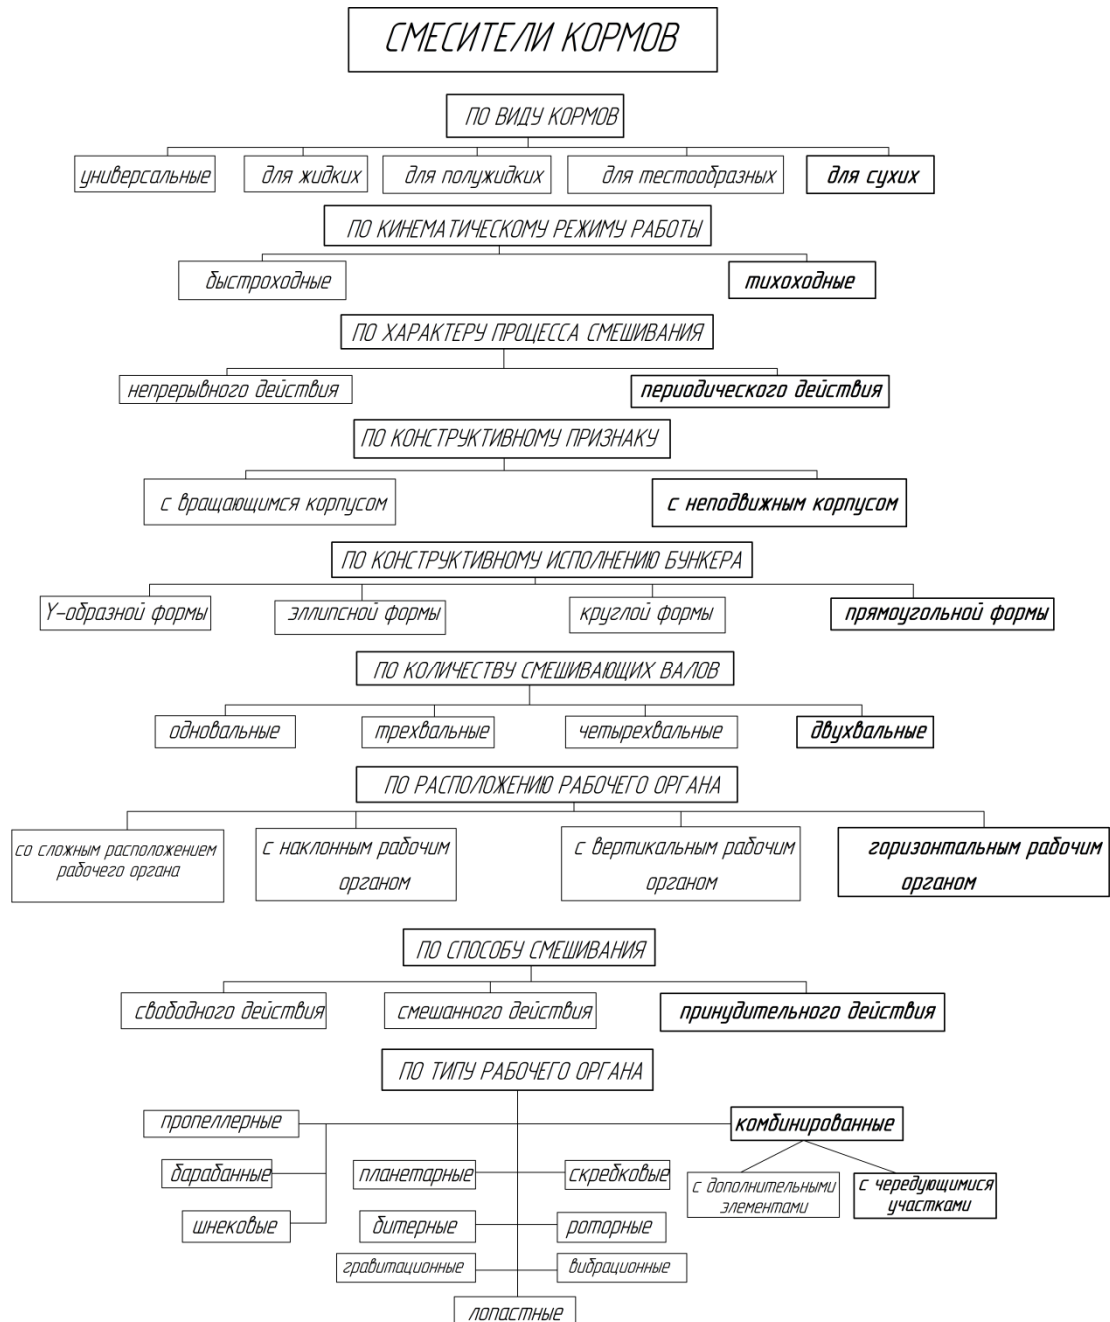 СМЕСИТЕЛИ КОРМОВ
ПО ВИДУ КОРМОВ
универсальные
для жидких
для полужидких
для тестообразных
для сухих
ПО КИНЕМАТИЧЕСКОМУ РЕЖИМУ РАБОТЫ
быстроходные
тихоходные
ПО ХАРАКТЕРУ ПРОЦЕССА СМЕШИВАНИЯ
непрерывного действия
периодического действия
ПО КОНСТРУКТИВНОМУ ПРИЗНАКУ
с вращающимся корпусом
с неподвижным корпусом
ПО КОНСТРУКТИВНОМУ ИСПОЛНЕНИЮ БУНКЕРА
Y-образной формы
эллипсной формы
круглой формы
прямоугольной формы
ПО КОЛИЧЕСТВУ СМЕШИВАЮЩИХ ВАЛОВ
одновальные
трехвальные
четырехвальные
двухвальные
ПО РАСПОЛОЖЕНИЮ РАБОЧЕГО ОРГАНА
со сложным расположением
рабочего органа
с наклонным рабочим
органом
с вертикальным рабочим
органом
горизонтальным рабочим
органом
ПО СПОСОБУ СМЕШИВАНИЯ
свободного действия
смешанного действия
принудительного действия
ПО ТИПУ РАБОЧЕГО ОРГАНА
пропеллерные
комбинированные
барабанные
планетарные
скребковые
с дополнительными
элементами
с чередующимися
участками
шнековые
битерные
роторные
гравитационные
вибрационные
лопастные